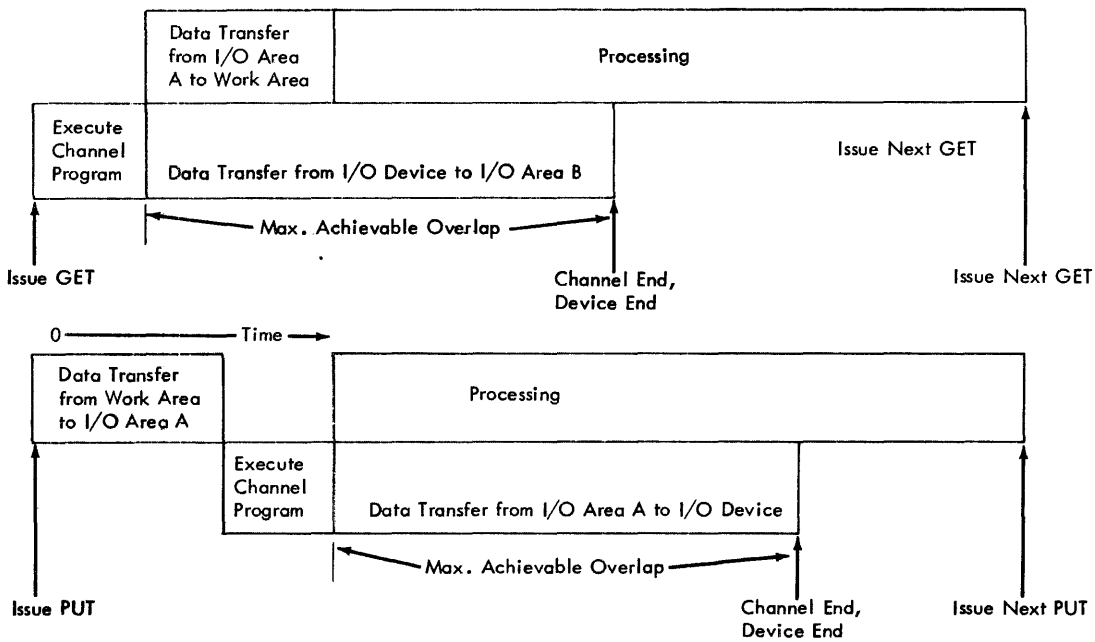 Data Transfer
from I/O Area
A to Work Area
Processing
Execute
Channel
Program
Data Transfer from I/O Device to I/O Area B
Issue Next GET
Max. Achievable Overlap
Issue GET
Channel End,
Device End
Issue Next GET
0 Time
Data Transfer
from Work Area
to I/O Area A
Processing
Execute
Channel
Program
Data Transfer from I/O Area A to I/O Device
Max. Achievable Overlap
Issue PUT
Channel End,
Device End
Issue Next PUT